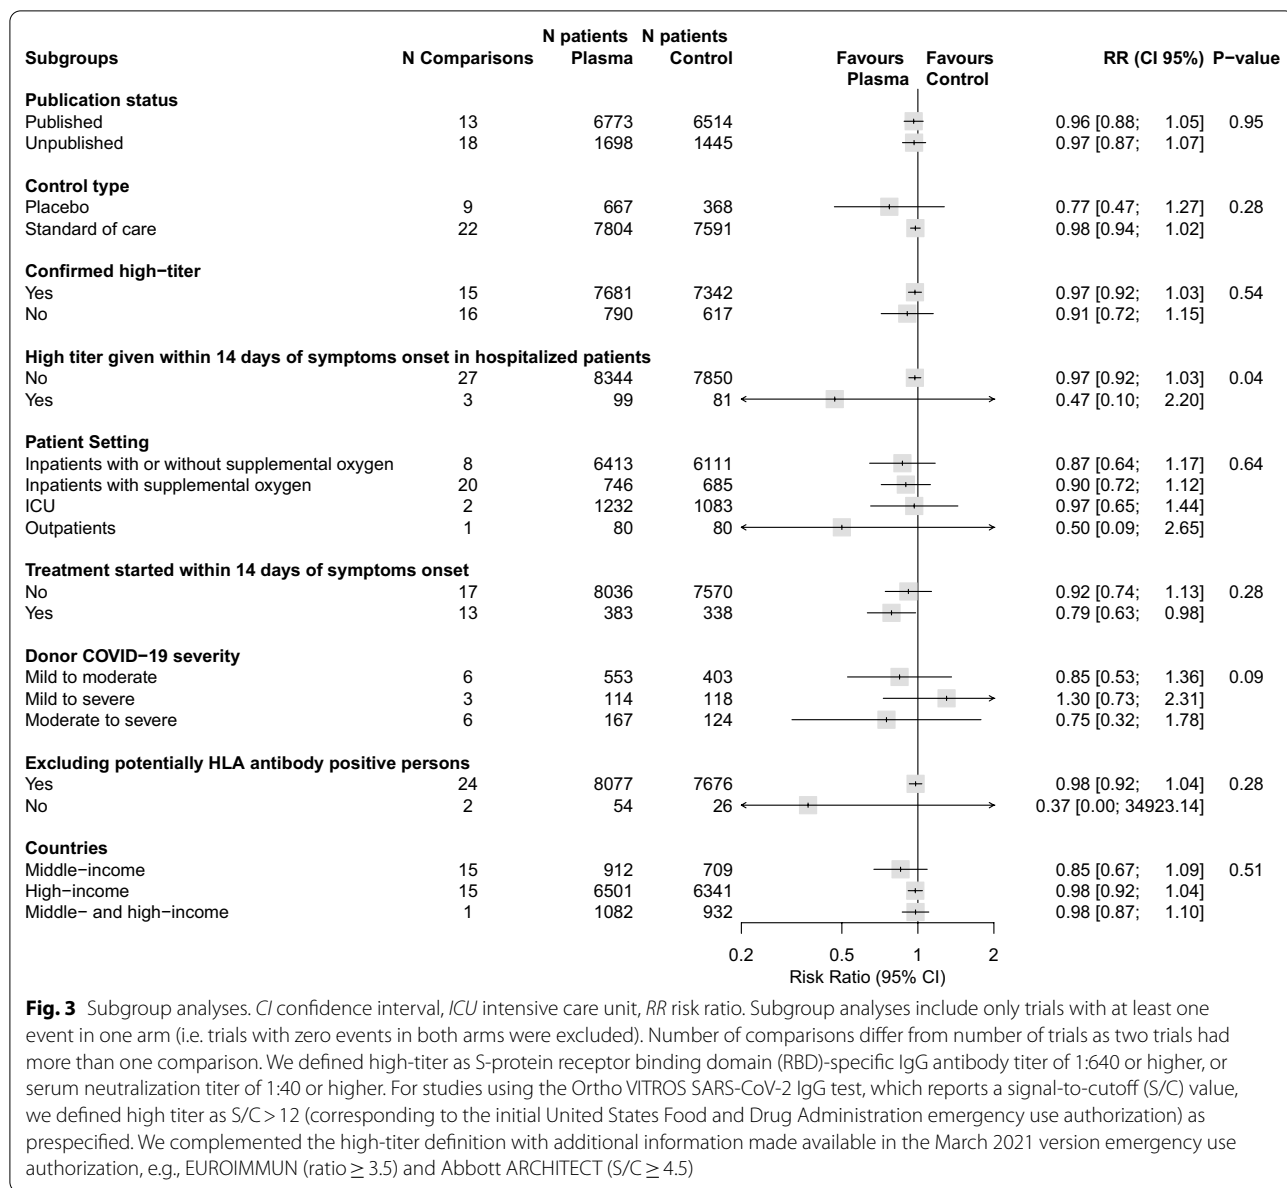 N patients N patients
Subgroups N Comparisons Plasma Control Favours Favours RR (CI 95%) P−value
Plasma Control
Publication status
Published 13 6773 6514 0.96 [0.88; 1.05] 0.95
Unpublished 18 1698 1445 0.97 [0.87; 1.07]
Control type
Placebo 9 667 368 0.77 [0.47; 1.27] 0.28
Standard of care 22 7804 7591 0.98 [0.94; 1.02]
Confirmed high−titer
Yes 15 7681 7342 0.97 [0.92; 1.03] 0.54
No 16 790 617 0.91 [0.72; 1.15]
High titer given within 14 days of symptoms onset in hospitalized patients
No 27 8344 7850 0.97 [0.92; 1.03] 0.04
Yes 3 99 81 0.47 [0.10; 2.20]
Patient Setting
Inpatients with or without supplemental oxygen 8 6413 6111 0.87 [0.64; 1.17] 0.64
Inpatients with supplemental oxygen 20 746 685 0.90 [0.72; 1.12]
ICU 2 1232 1083 0.97 [0.65; 1.44]
Outpatients 1 80 80 0.50 [0.09; 2.65]
Treatment started within 14 days of symptoms onset
No 17 8036 7570 0.92 [0.74; 1.13] 0.28
Yes 13 383 338 0.79 [0.63; 0.98]
Donor COVID−19 severity
Mild to moderate 6 553 403 0.85 [0.53; 1.36] 0.09
Mild to severe 3 114 118 1.30 [0.73; 2.31]
Moderate to severe 6 167 124 0.75 [0.32; 1.78]
Excluding potentially HLA antibody positive persons
Yes 24 8077 7676 0.98 [0.92; 1.04] 0.28
No 2 54 26 0.37 [0.00; 34923.14]
Countries
Middle−income 15 912 709 0.85 [0.67; 1.09] 0.51
High−income 15 6501 6341 0.98 [0.92; 1.04]
Middle− and high−income 1 1082 932 0.98 [0.87; 1.10]
0.2 0.5 1 2
Risk Ratio (95% CI)
Fig. 3 Subgroup analyses. CI confidence interval, ICU intensive care unit, RR risk ratio. Subgroup analyses include only trials with at least one
event in one arm (i.e. trials with zero events in both arms were excluded). Number of comparisons differ from number of trials as two trials had
more than one comparison. We defined high-titer as S-protein receptor binding domain (RBD)-specific IgG antibody titer of 1:640 or higher, or
serum neutralization titer of 1:40 or higher. For studies using the Ortho VITROS SARS-CoV-2 IgG test, which reports a signal-to-cutoff (S/C) value,
we defined high titer as S/C > 12 (corresponding to the initial United States Food and Drug Administration emergency use authorization) as
prespecified. We complemented the high-titer definition with additional information made available in the March 2021 version emergency use
authorization, e.g., EUROIMMUN (ratio ≥ 3.5) and Abbott ARCHITECT (S/C ≥ 4.5)